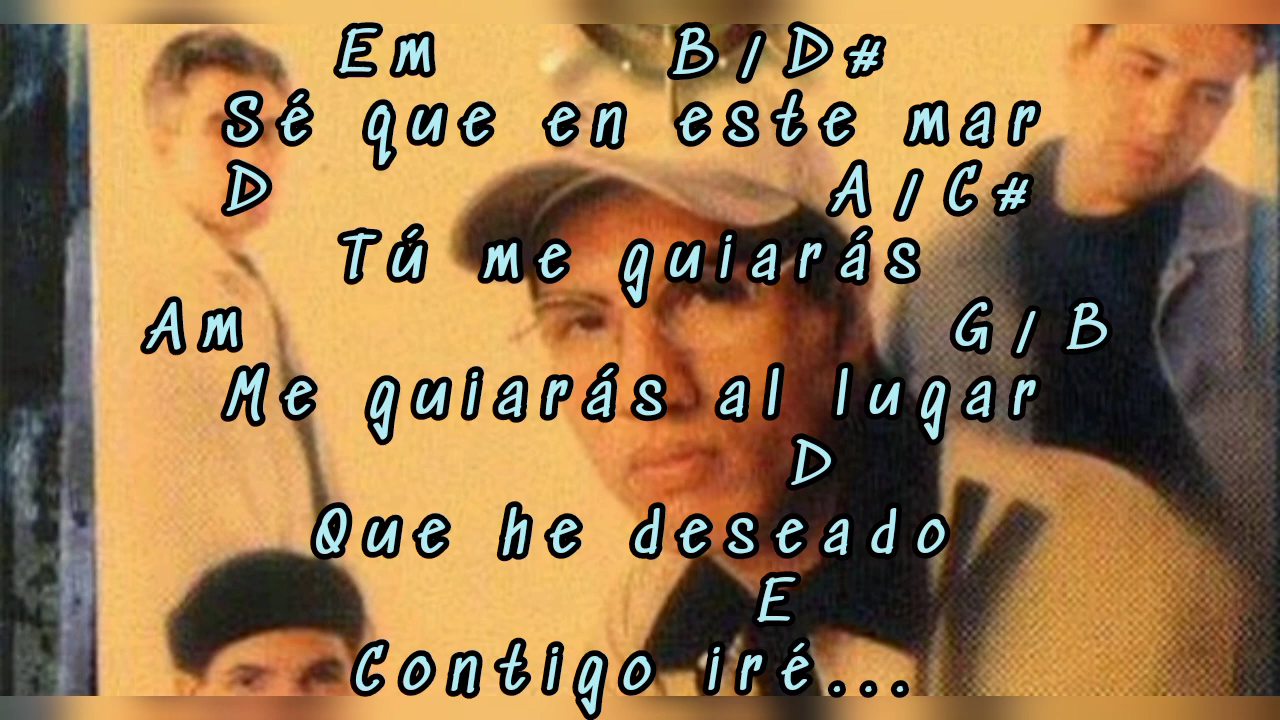 Em B/D#
Sé que en este mar
D A/C#
Tú me guiarás
Am G/B
Me guiarás al lugar
D
Que he deseado
E
Contigo iré...